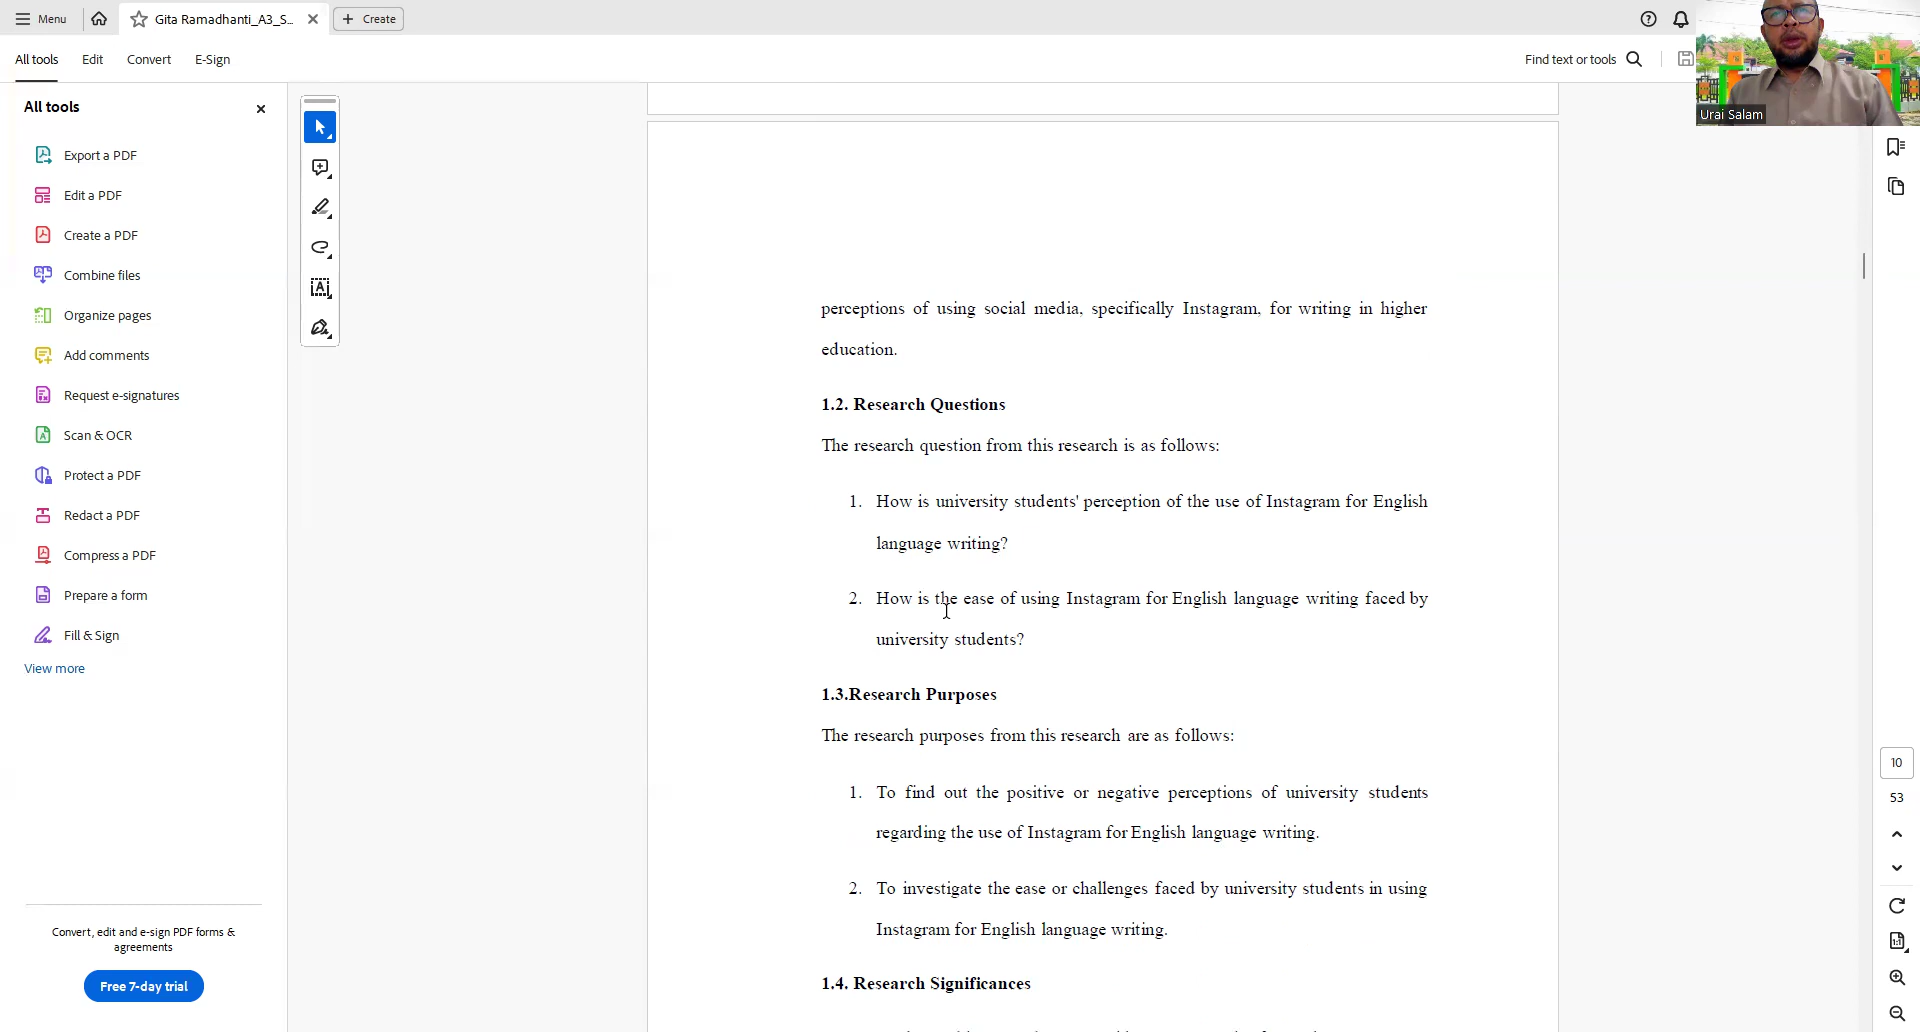 Menu
Gita Ramadhanti_A3_S...
Create
All tools
Edit
Convert
E-Sign
Find text or tools
Urai Salam
All tools
Export a PDF
Edit a PDF
Create a PDF
Combine files
Organize pages
Add comments
Request e-signatures
Scan & OCR
Protect a PDF
Redact a PDF
Compress a PDF
Prepare a form
Fill & Sign
View more
Convert, edit and e-sign PDF forms &
agreements
Free 7-day trial
perceptions of using social media, specifically Instagram, for writing in higher
education.
1.2. Research Questions
The research question from this research is as follows:
1. How is university students' perception of the use of Instagram for English
language writing?
2. How is the ease of using Instagram for English language writing faced by
university students?
1.3.Research Purposes
The research purposes from this research are as follows:
1. To find out the positive or negative perceptions of university students
regarding the use of Instagram for English language writing.
2. To investigate the ease or challenges faced by university students in using
Instagram for English language writing.
1.4. Research Significances
10
53